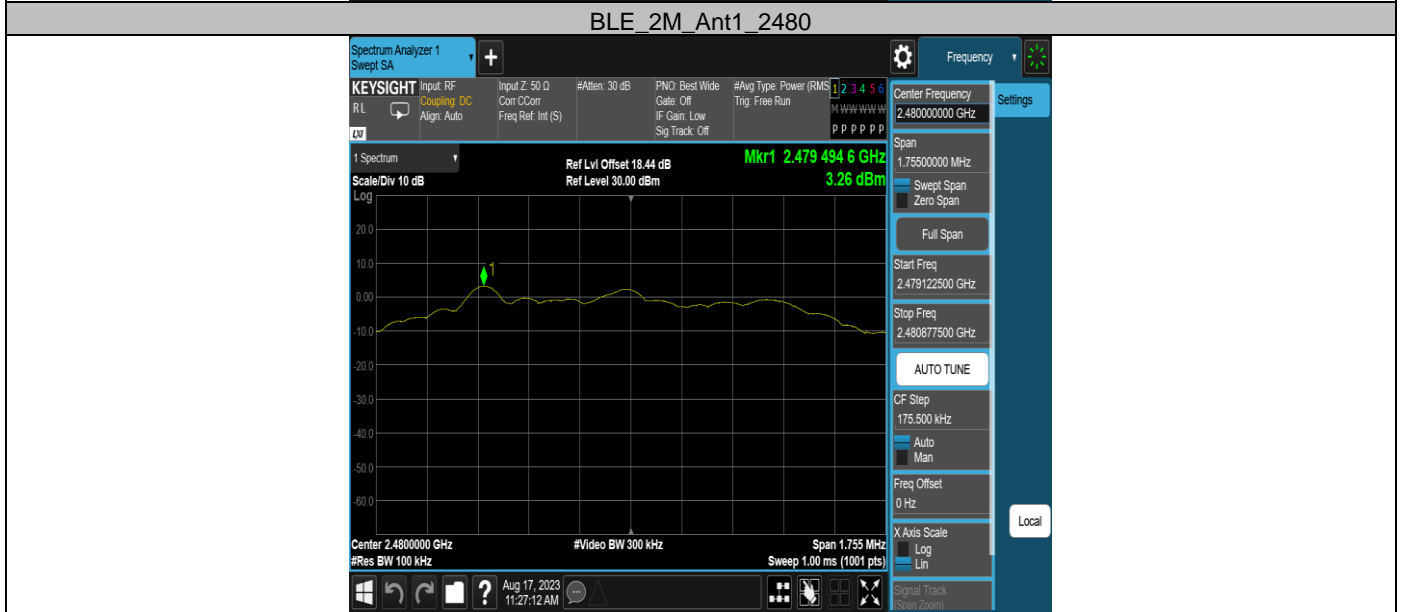 BLE_2M_Ant1_2480
Spectrum Analyzer 1
Swept SA
Frequency
KEYSIGHT
RL
LXI
Input: RF
Coupling: DC
Align: Auto
Input Z: 50 Ω
Corr CCorr
Freq Ref: Int (S)
#Atten: 30 dB
PNO: Best Wide
Gate: Off
IF Gain: Low
Sig Track: Off
#Avg Type: Power (RMS
Trig: Free Run
1 2 3 4 5 6
M W W W W W
P P P P P P
1 Spectrum
Scale/Div 10 dB
Ref Lvl Offset 18.44 dB
Ref Level 30.00 dBm
Mkr1 2.479 494 6 GHz
3.26 dBm
Log
20.0
10.0
0.00
-10.0
-20.0
-30.0
-40.0
-50.0
-60.0
1
Center 2.4800000 GHz
#Res BW 100 kHz
#Video BW 300 kHz
Span 1.755 MHz
Sweep 1.00 ms (1001 pts)
Aug 17, 2023
11:27:12 AM
Center Frequency
2.480000000 GHz
Span
1.75500000 MHz
Swept Span
Zero Span
Full Span
Start Freq
2.479122500 GHz
Stop Freq
2.480877500 GHz
AUTO TUNE
CF Step
175.500 kHz
Auto
Man
Freq Offset
0 Hz
X Axis Scale
Log
Lin
Signal Track
(Span Zoom)
Settings
Local